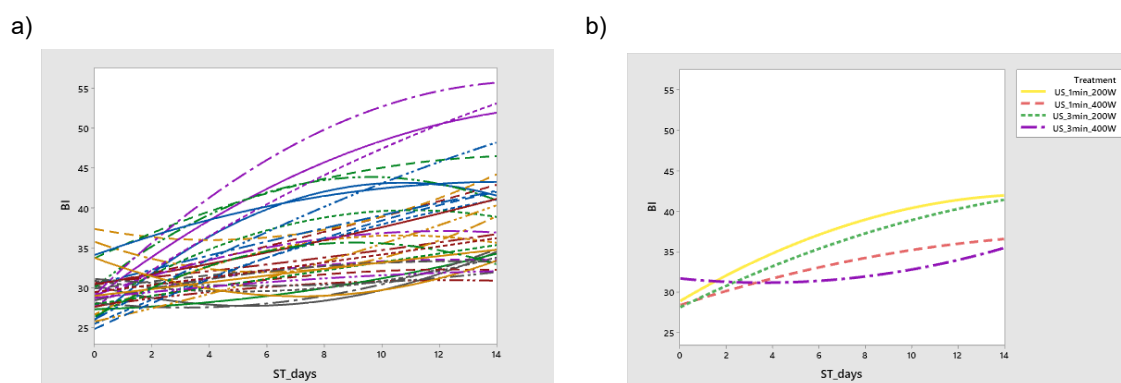 a)
55
50
45
40
35
30
25
BI
0 2 4 6 8 10 12 14
ST_days
b)
55
50
45
40
35
30
25
BI
0 2 4 6 8 10 12 14
ST_days
Treatment
US_1min_200W
US_1min_400W
US_3min_200W
US_3min_400W